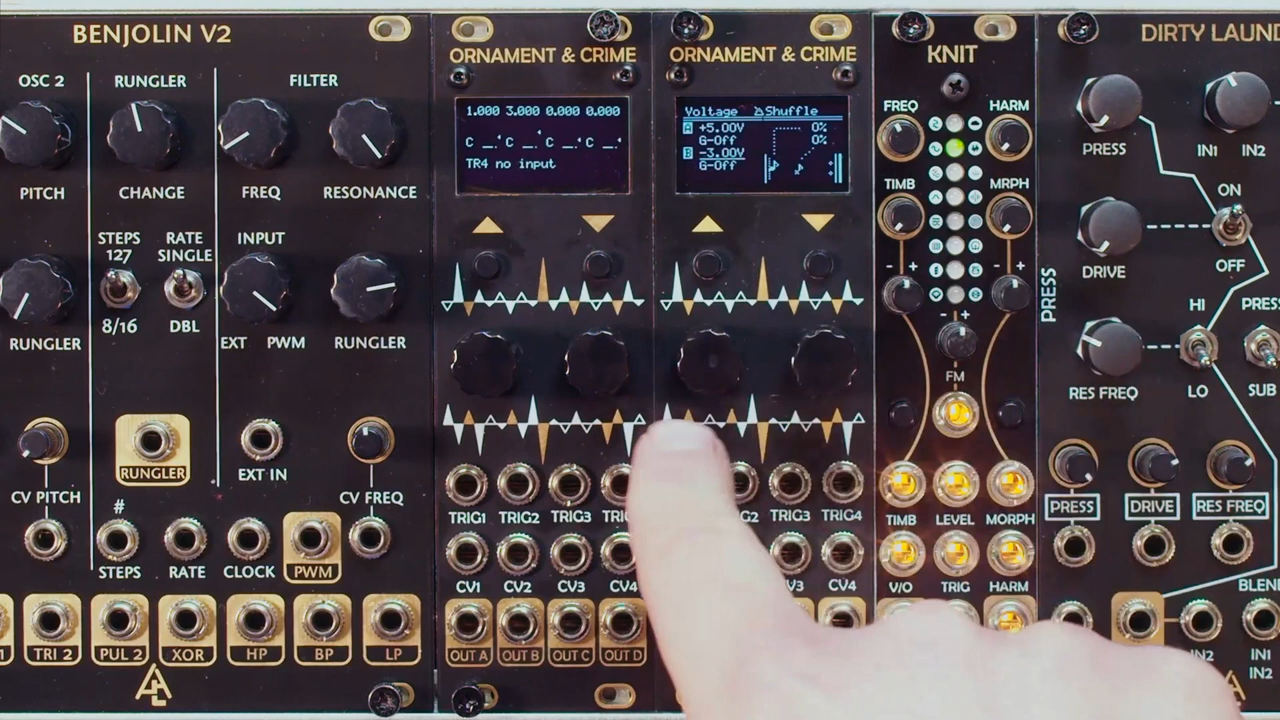 BENJOLIN V2
OSC 2
RUNGLER
FILTER
PITCH
CHANGE
FREQ
RESONANCE
STEPS
127
RATE
SINGLE
INPUT
8/16
DBL
RUNGLER
EXT
PWM
RUNGLER
RUNGLER
EXT IN
CV PITCH
CV FREQ
#
STEPS
RATE
CLOCK
PWM
1
TRI 2
PUL 2
XOR
HP
BP
LP
ORNAMENT & CRIME
1.000 3.000 0.000 0.000
C _ C _ C _ C _
TR4 no input
TRIG1
TRIG2
TRIG3
CV1
CV2
CV3
CV4
OUT A
OUT B
OUT C
OUT D
ORNAMENT & CRIME
Voltage Shuffle
A +5.00V 0%
G-Off 0%
B -3.00V
G-Off
TRIG3
TRIG4
CV4
KNIT
FREQ
HARM
TIMB
MRPH
- + - +
- +
FM
TIMB
LEVEL
MORPH
V/O
TRIG
HARM
PRESS
DIRTY LAUN
PRESS
IN1
IN2
ON
DRIVE
OFF
HI
PRES
RES FREQ
LO
SUB
PRESS
DRIVE
RES FREQ
BLEN
IN2
IN1
IN2